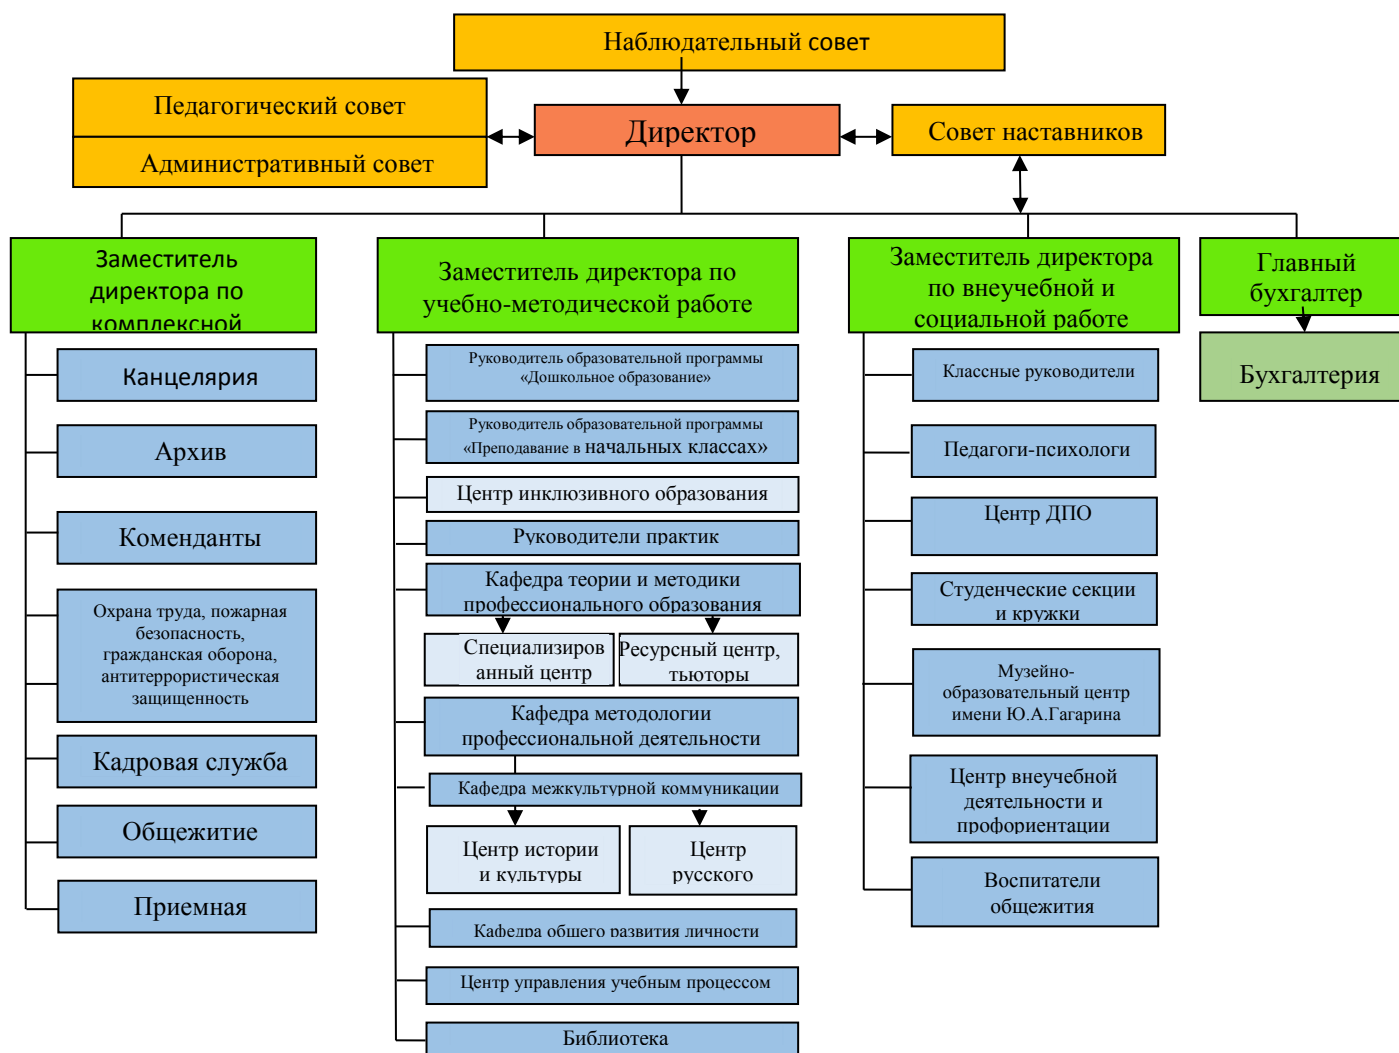 Наблюдательный совет
Педагогический совет
Административный совет
Директор
Совет наставников
Заместитель
директора по
комплексной
Заместитель директора по
учебно-методической работе
Заместитель директора
по внеучебной и
социальной работе
Главный
бухгалтер
Канцелярия
Архив
Коменданты
Охрана труда, пожарная
безопасность,
гражданская оборона,
антитеррористическая
защищенность
Кадровая служба
Общежитие
Приемная
Руководитель образовательной программы
«Дошкольное образование»
Руководитель образовательной программы
«Преподавание в начальных классах»
Центр инклюзивного образования
Руководители практик
Кафедра теории и методики
профессионального образования
Специализиров
анный центр
Ресурсный центр,
тьюторы
Кафедра методологии
профессиональной деятельности
Кафедра межкультурной коммуникации
Центр истории
и культуры
Центр
русского
Кафедра общего развития личности
Центр управления учебным процессом
Библиотека
Классные руководители
Педагоги-психологи
Центр ДПО
Студенческие секции
и кружки
Музейно-
образовательный центр
имени Ю.А.Гагарина
Центр внеучебной
деятельности и
профориентации
Воспитатели
общежития
Бухгалтерия